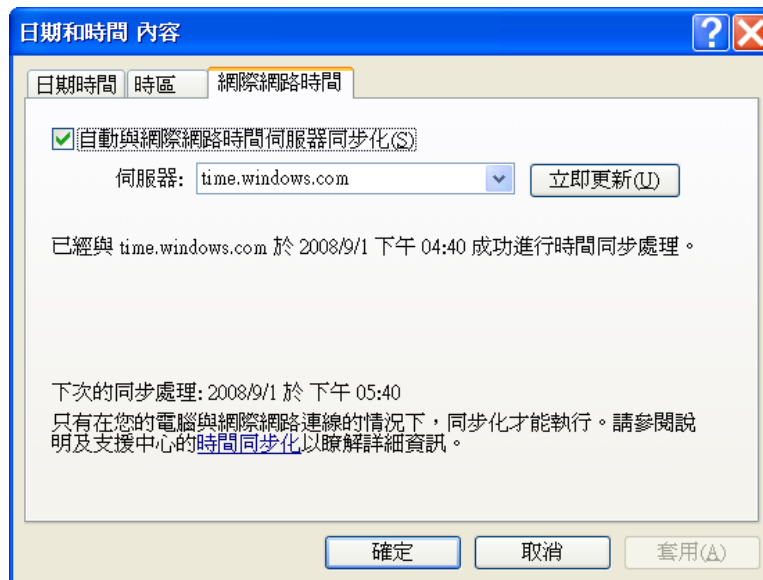 日期和時間 內容
日期時間 時區 網際網路時間
自動與網際網路時間伺服器同步化(S)
伺服器: time.windows.com 立即更新(U)
已經與 time.windows.com 於 2008/9/1 下午 04:40 成功進行時間同步處理。
下次的同步處理: 2008/9/1 於 下午 05:40
只有在您的電腦與網際網路連線的情況下，同步化才能執行。請參閱說
明及支援中心的時間同步化以瞭解詳細資訊。
確定 取消 套用(A)